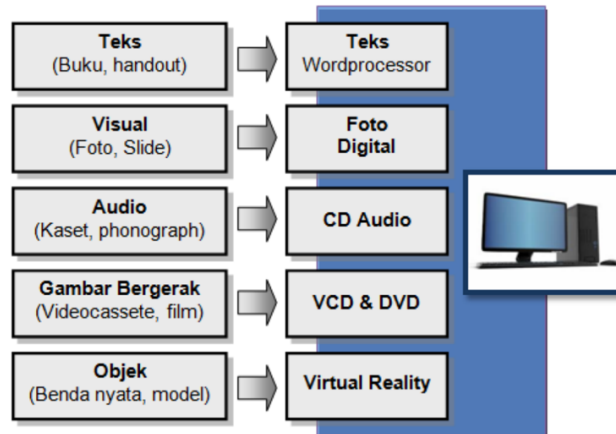 Teks
(Buku, handout)
Teks
Wordprocessor
Visual
(Foto, Slide)
Foto
Digital
Audio
(Kaset, phonograph)
CD Audio
Gambar Bergerak
(Videocassete, film)
VCD & DVD
Objek
(Benda nyata, model)
Virtual Reality